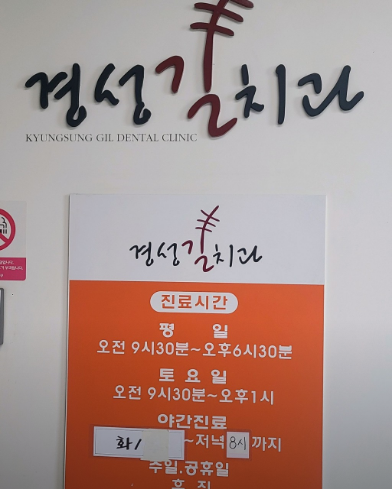 경성길치과
KYUNGSUNG GIL DENTAL CLINIC
경성길치과
진료시간
평 일
오전 9시30분~오후6시30분
토 요 일
오전 9시30분~오후1시
야간진료
화/ ~저녁 8시 까지
주일.공휴일
휴 진